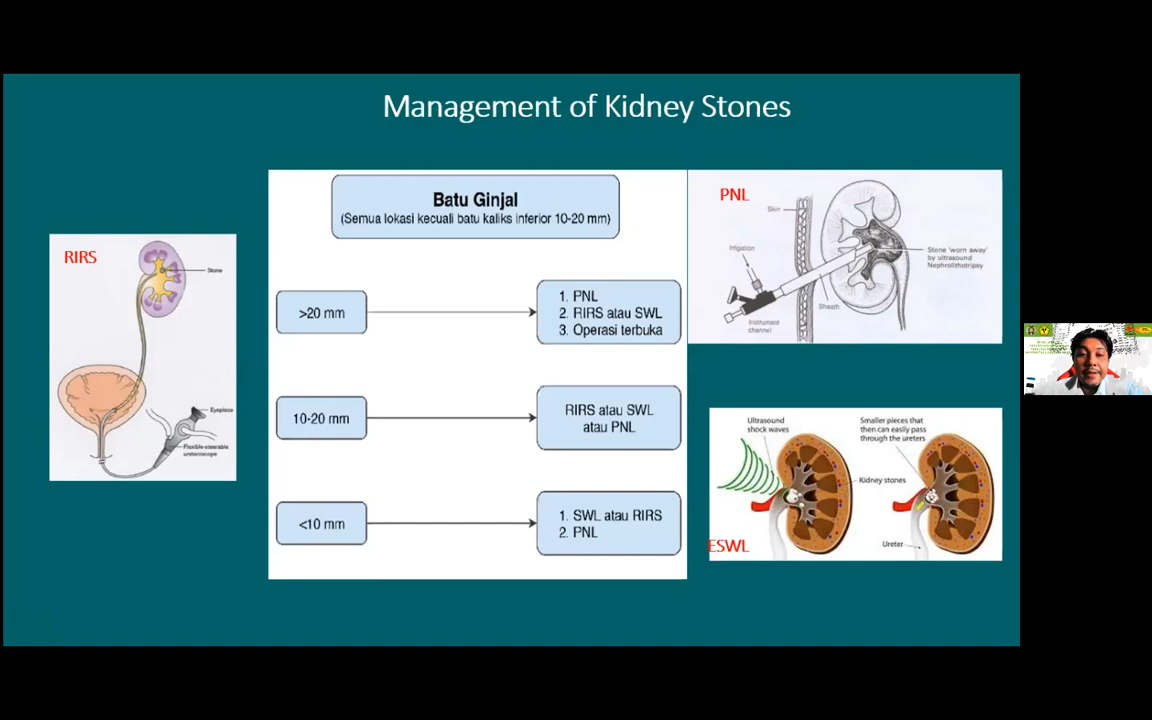 Management of Kidney Stones
RIRS
Stone
Eyepiece
Flexible-steerable
ureteroscope
Batu Ginjal
(Semua lokasi kecuali batu kaliks inferior 10-20 mm)
>20 mm
1. PNL
2. RIRS atau SWL
3. Operasi terbuka
10-20 mm
RIRS atau SWL
atau PNL
<10 mm
1. SWL atau RIRS
2. PNL
PNL
Skin
Irrigation
Instrument
channel
Sheath
Stone 'worn away'
by ultrasound
Nephrolithotripsy
Ultrasound
shock waves
Smaller pieces that
then can easily pass
through the ureters
Kidney stones
Ureter
ESWL